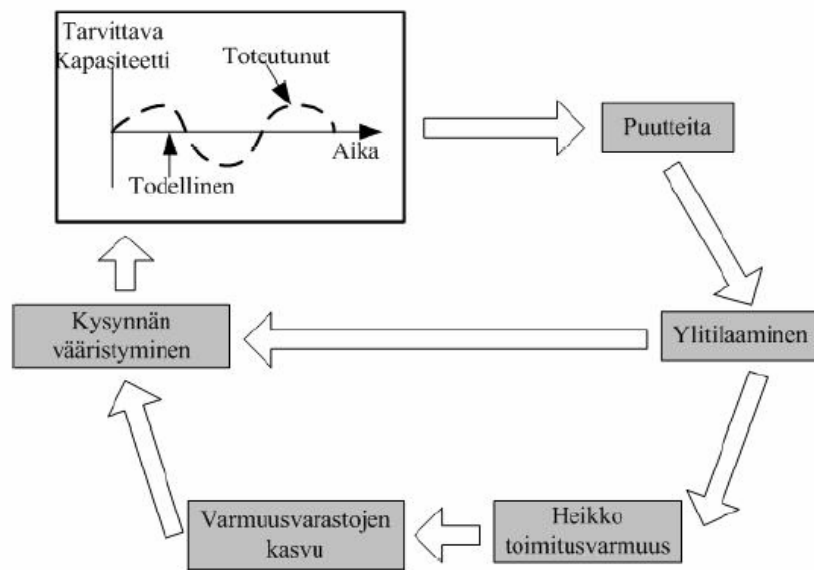 Tarvittava
Kapasiteetti
Toteutunut
Aika
Todellinen
Puutteita
Ylitilaaminen
Kysynnän
vääristyminen
Heikko
toimitusvarmuus
Varmuusvarastojen
kasvu